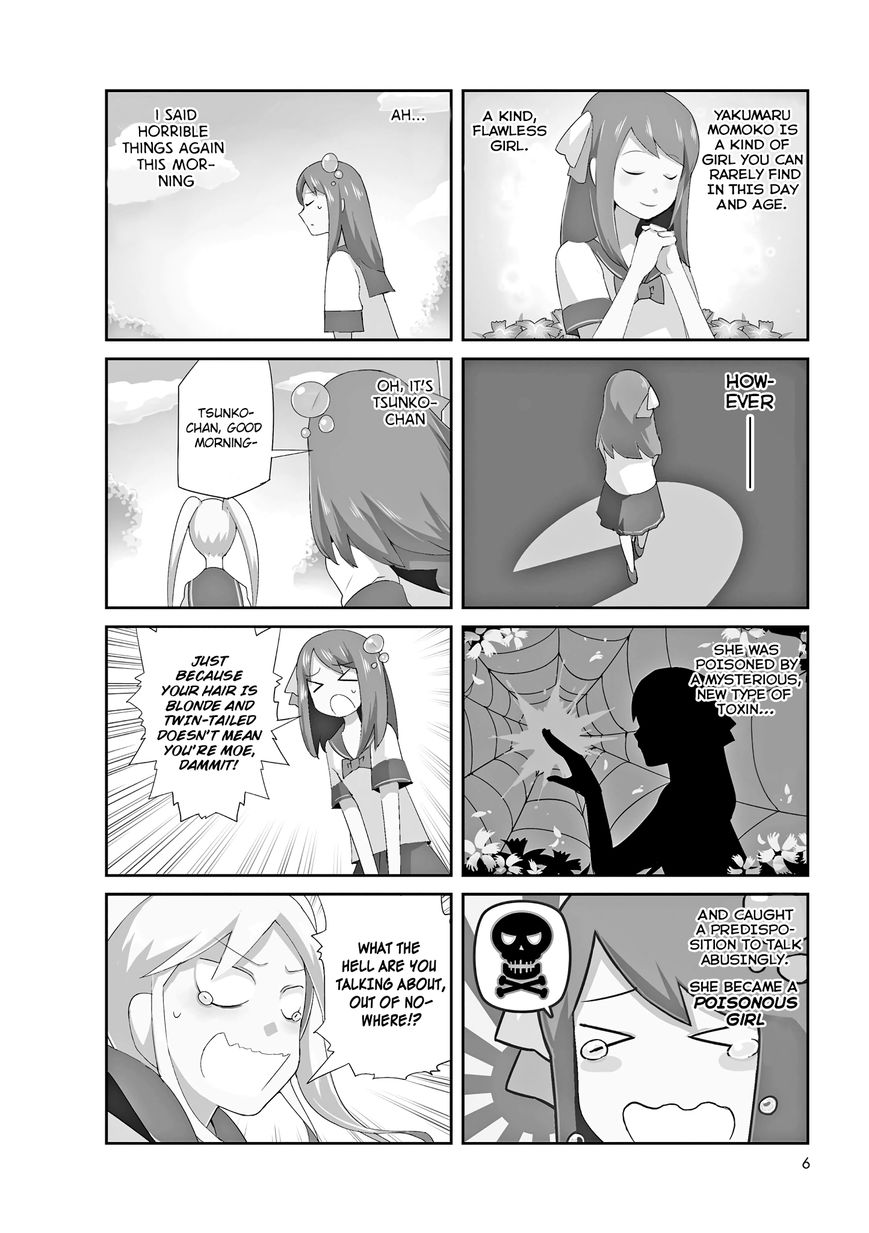 YAKUMARU
MOMOKO IS
A KIND OF
GIRL YOU CAN
RARELY FIND
IN THIS DAY
AND AGE.
A KIND,
FLAWLESS
GIRL.
HOW-
EVER
SHE WAS
POISONED BY
A MYSTERIOUS,
NEW TYPE OF
TOXIN...
AND CAUGHT
A PREDISPO-
SITION TO TALK
ABUSINGLY.
SHE BECAME A
POISONOUS
GIRL
AH...
I SAID
HORRIBLE
THINGS AGAIN
THIS MOR-
NING
OH, IT'S
TSUNKO-
CHAN
TSUNKO-
CHAN, GOOD
MORNING-
JUST
BECAUSE
YOUR HAIR IS
BLONDE AND
TWIN-TAILED
DOESN'T MEAN
YOU'RE MOE,
DAMMIT!
WHAT THE
HELL ARE YOU
TALKING ABOUT,
OUT OF NO-
WHERE!?
6